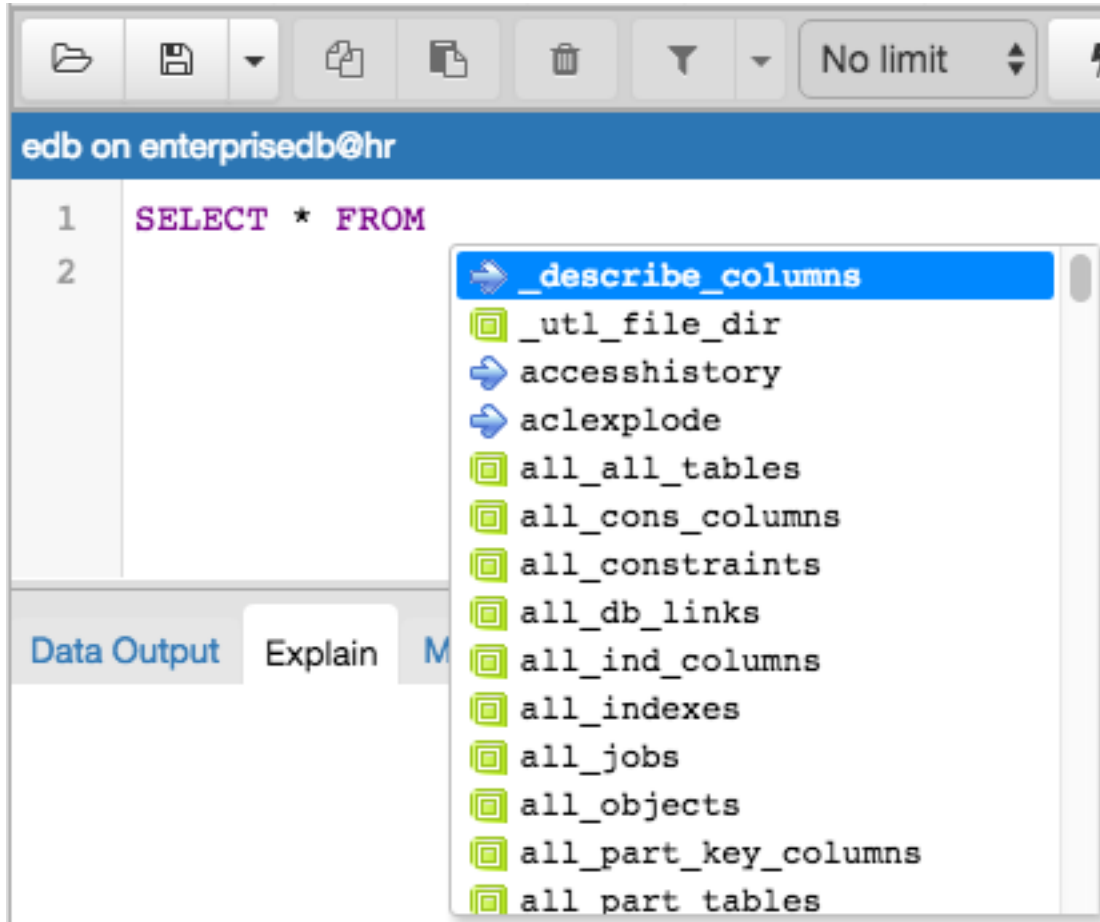 No limit
edb on enterprisedb@hr
1 SELECT * FROM
2
_describe_columns
_utl_file_dir
accesshistory
aclexplode
all_all_tables
all_cons_columns
all_constraints
all_db_links
all_ind_columns
all_indexes
all_jobs
all_objects
all_part_key_columns
all_part_tables
Data Output Explain M